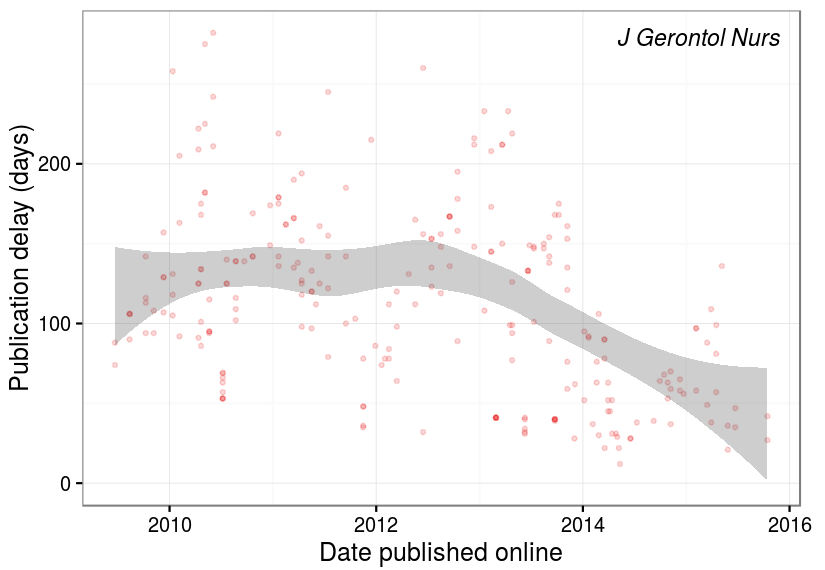 J Gerontol Nurs
Publication delay (days)
200
100
0
2010 2012 2014 2016
Date published online